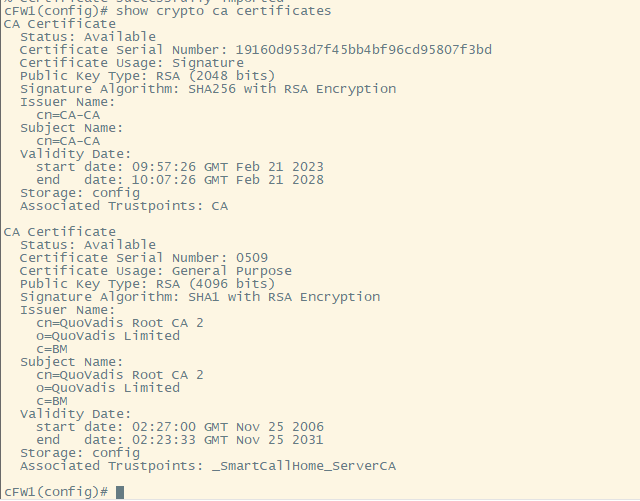 % Certificate successfully imported
cFW1(config)# show crypto ca certificates
CA Certificate
  Status: Available
  Certificate Serial Number: 19160d953d7f45bb4bf96cd95807f3bd
  Certificate Usage: Signature
  Public Key Type: RSA (2048 bits)
  Signature Algorithm: SHA256 with RSA Encryption
  Issuer Name:
    cn=CA-CA
  Subject Name:
    cn=CA-CA
  Validity Date:
    start date: 09:57:26 GMT Feb 21 2023
    end   date: 10:07:26 GMT Feb 21 2028
  Storage: config
  Associated Trustpoints: CA

CA Certificate
  Status: Available
  Certificate Serial Number: 0509
  Certificate Usage: General Purpose
  Public Key Type: RSA (4096 bits)
  Signature Algorithm: SHA1 with RSA Encryption
  Issuer Name:
    cn=QuoVadis Root CA 2
    o=QuoVadis Limited
    c=BM
  Subject Name:
    cn=QuoVadis Root CA 2
    o=QuoVadis Limited
    c=BM
  Validity Date:
    start date: 02:27:00 GMT Nov 25 2006
    end   date: 02:23:33 GMT Nov 25 2031
  Storage: config
  Associated Trustpoints: _SmartCallHome_ServerCA

cFW1(config)#